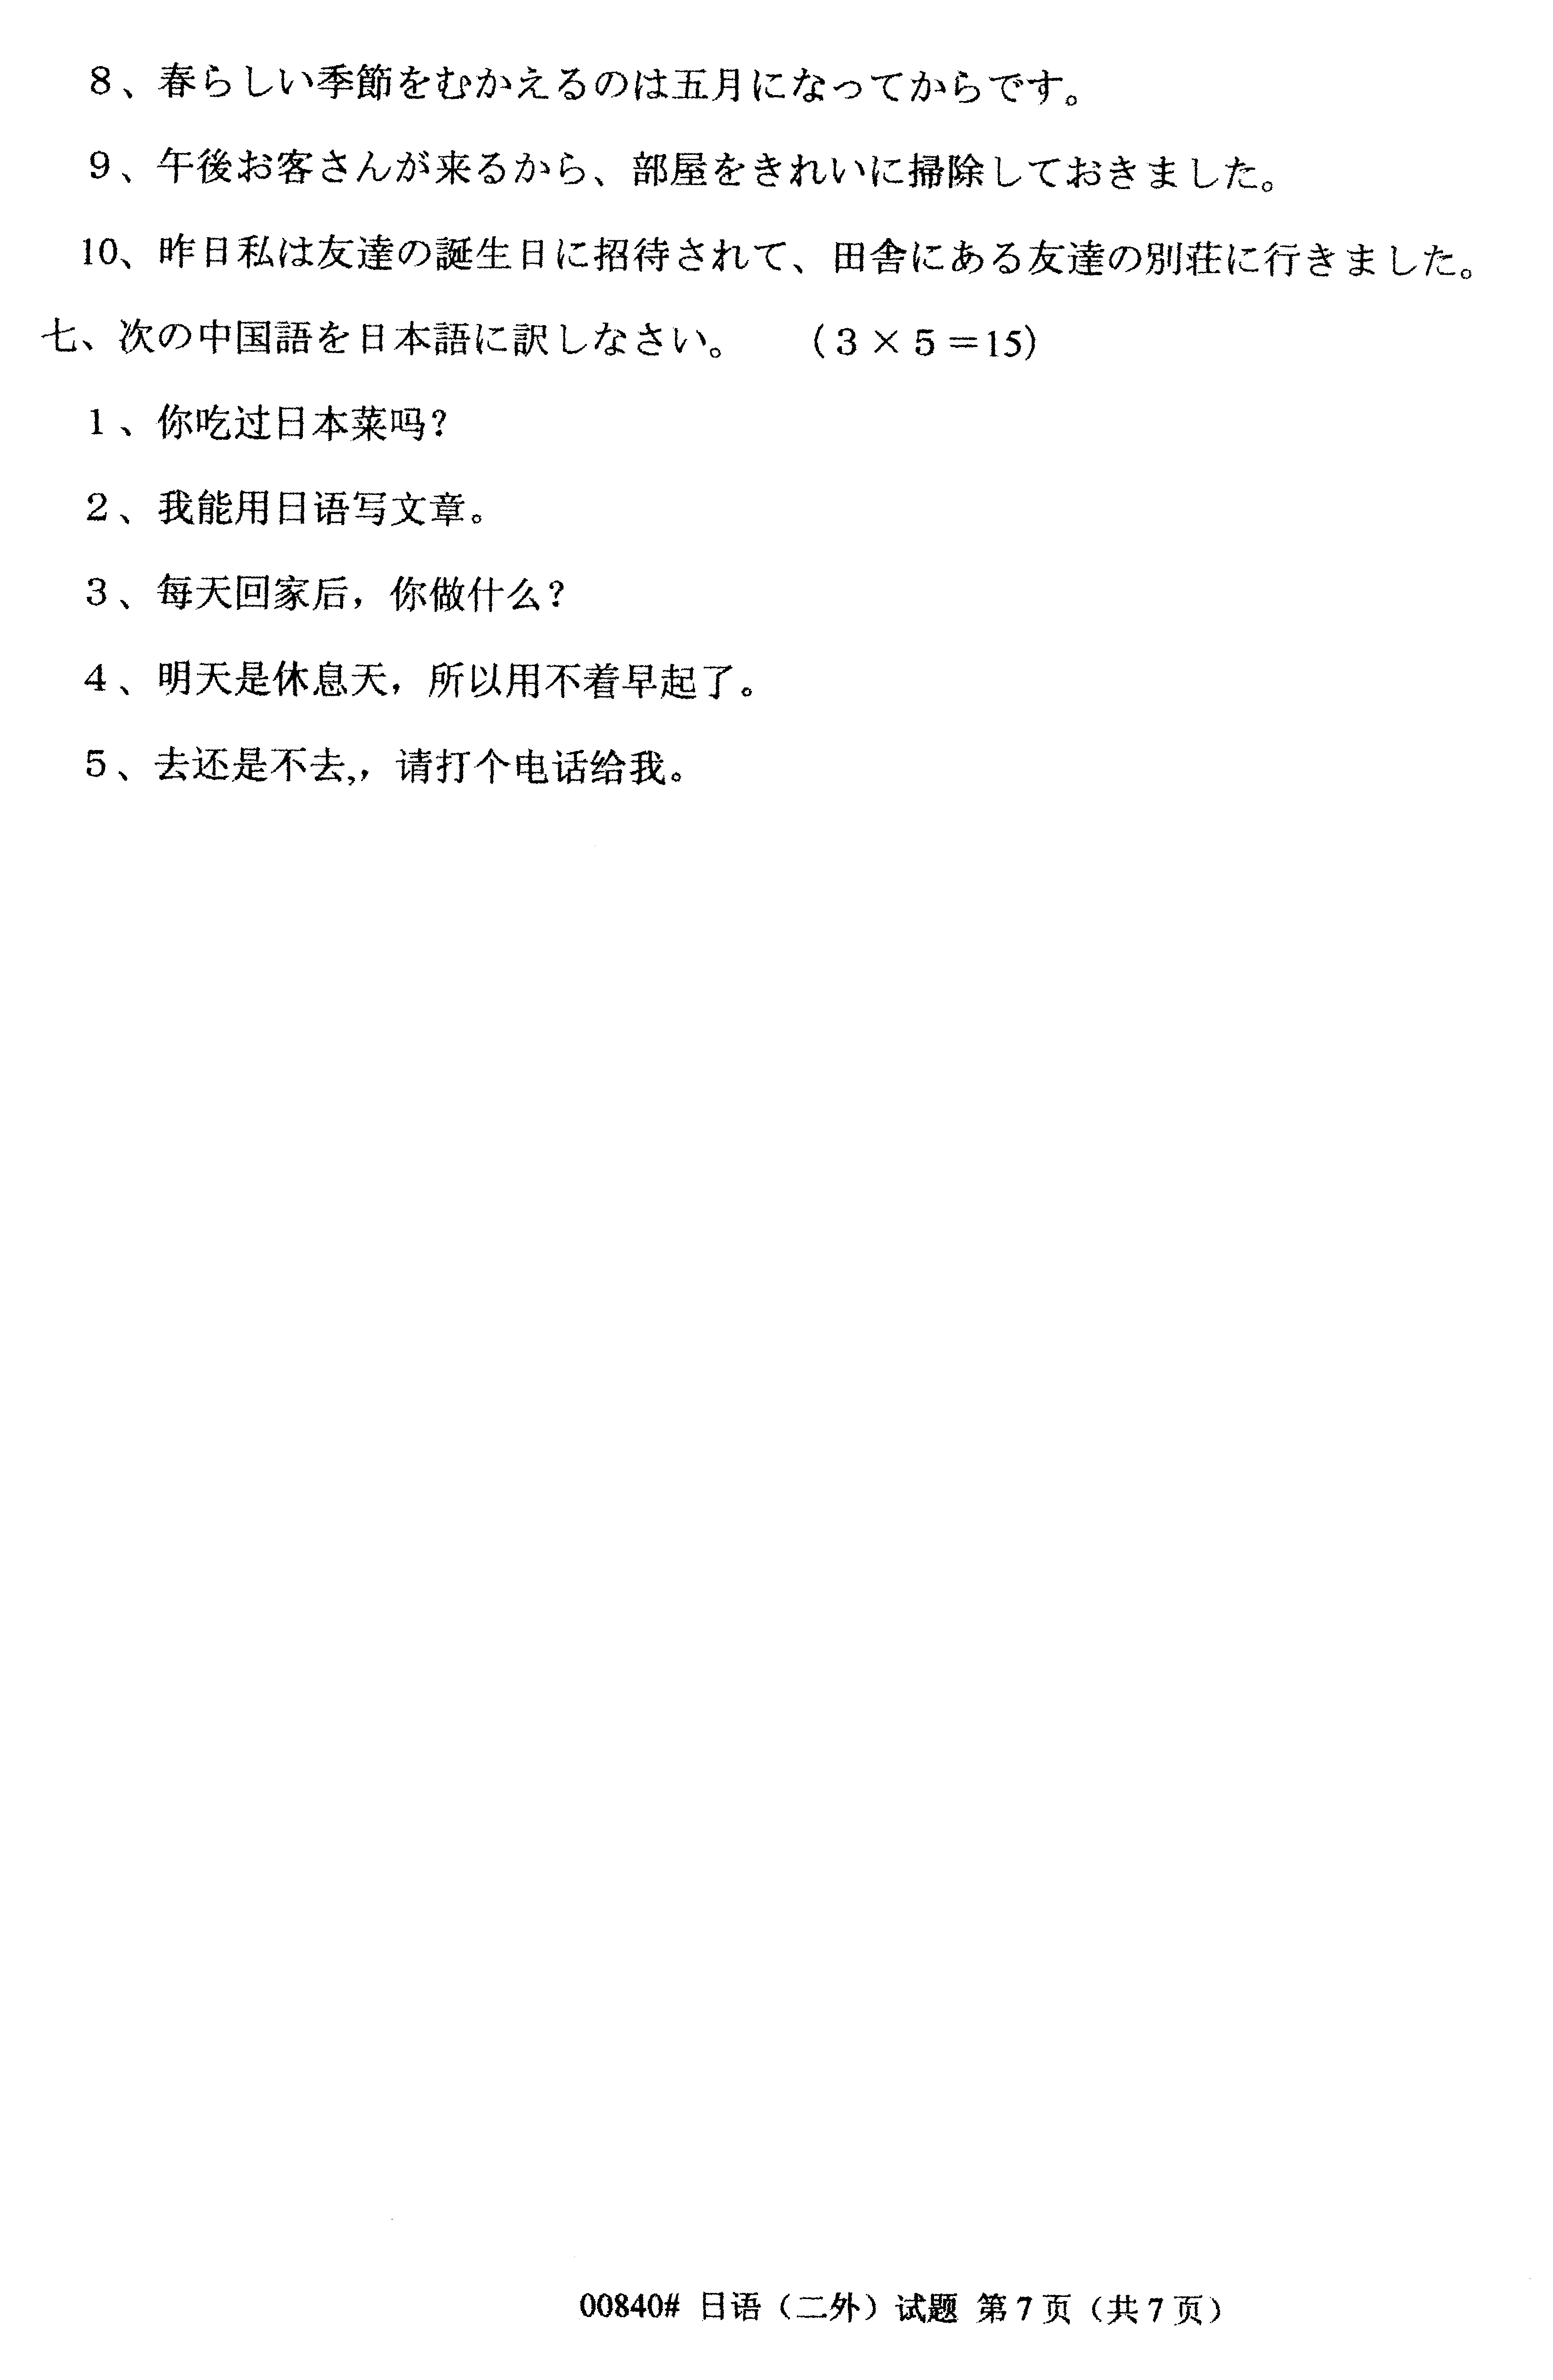 8、春らしい季節をむかえるのは五月になってからです。
9、午後お客さんが来るから、部屋をきれいに掃除しておきました。
10、昨日私は友達の誕生日に招待されて、田舎にある友達の別荘に行きました。
七、次の中国語を日本語に訳しなさい。 (3×5=15)
1、你吃过日本菜吗?
2、我能用日语写文章。
3、每天回家后，你做什么?
4、明天是休息天，所以用不着早起了。
5、去还是不去,，请打个电话给我。
00840# 日语（二外）试题 第7页（共7页）